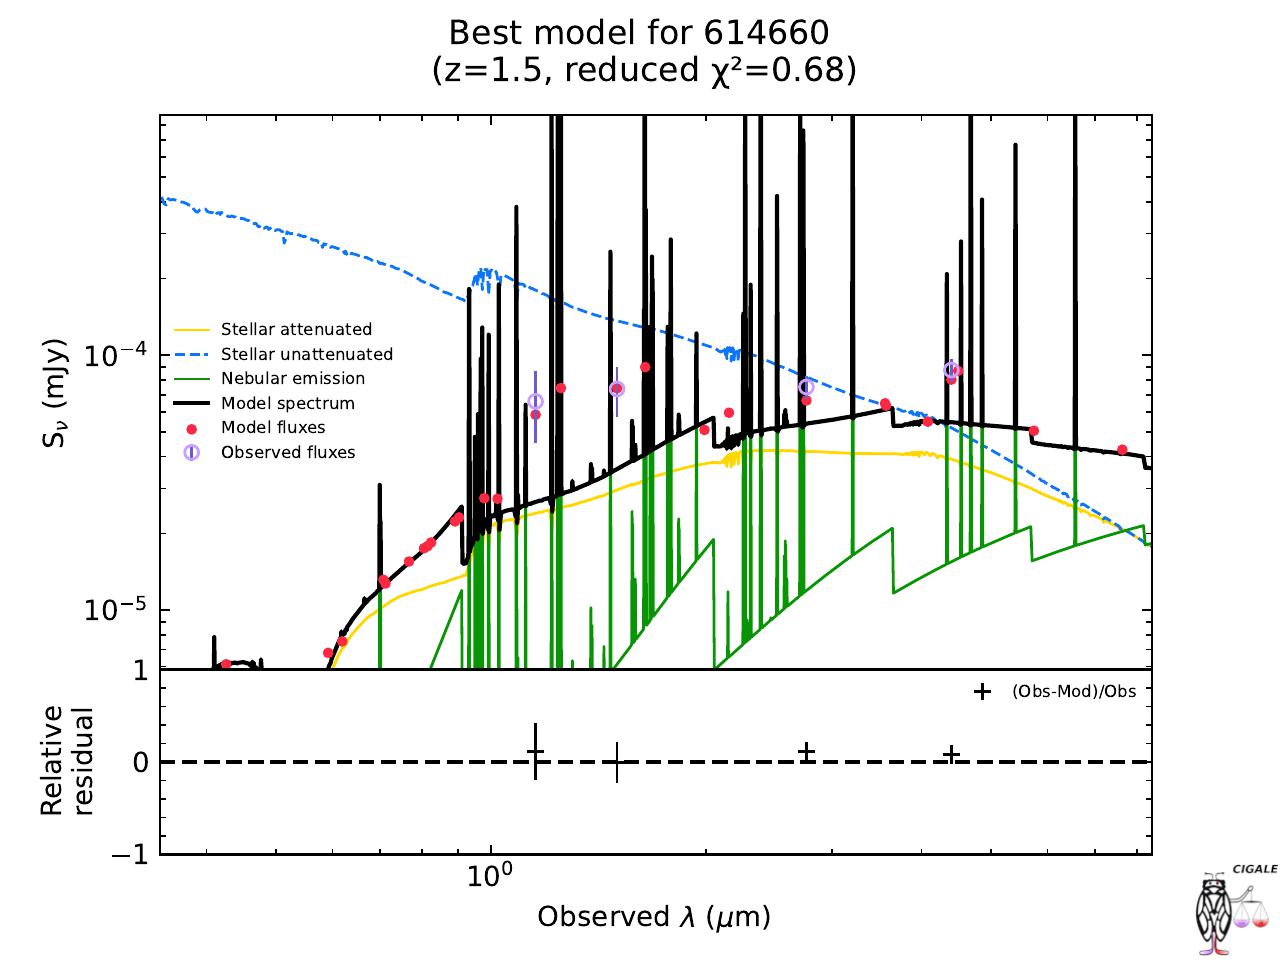 Best model for 614660
(z=1.5, reduced χ²=0.68)
S𝜈 (mJy)
10⁻⁴
10⁻⁵
Stellar attenuated
Stellar unattenuated
Nebular emission
Model spectrum
Model fluxes
Observed fluxes
1
0
−1
Relative
residual
(Obs-Mod)/Obs
10⁰
Observed λ (μm)
CIGALE